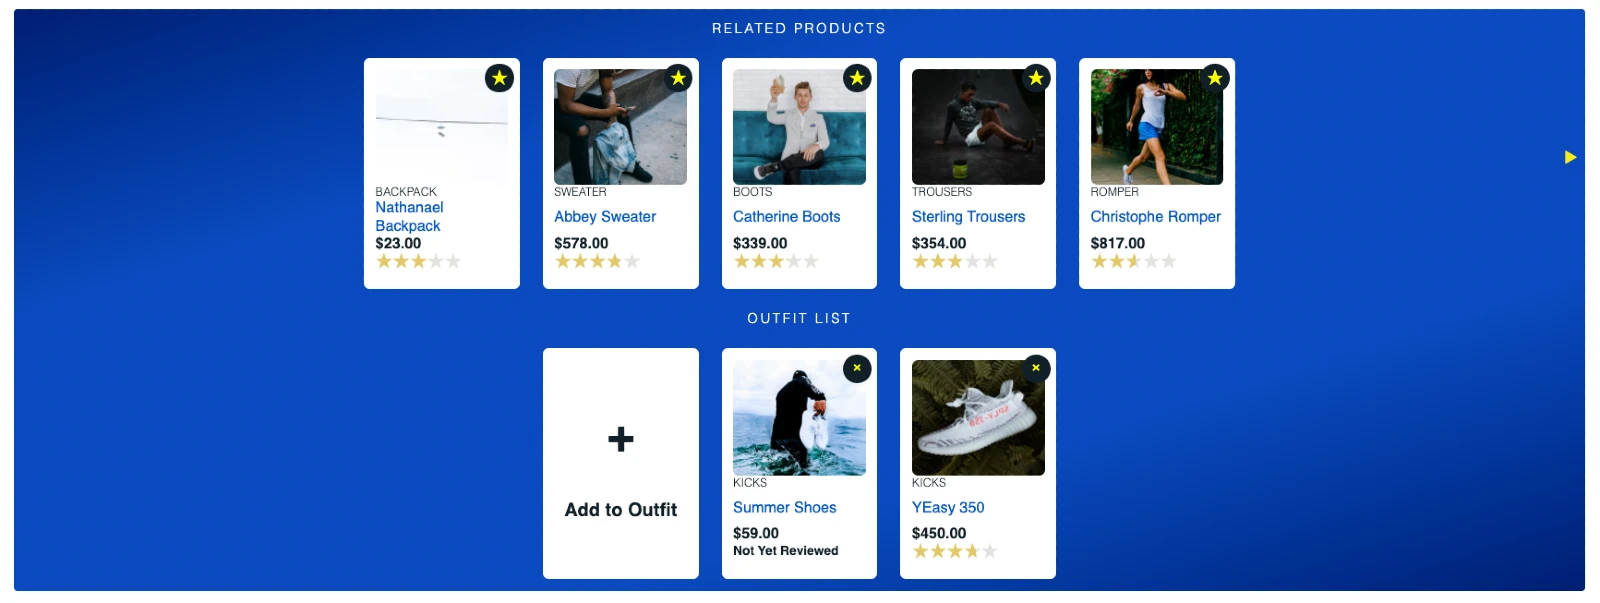 RELATED PRODUCTS
BACKPACK
Nathanael
Backpack
$23.00
SWEATER
Abbey Sweater
$578.00
BOOTS
Catherine Boots
$339.00
TROUSERS
Sterling Trousers
$354.00
ROMPER
Christophe Romper
$817.00
OUTFIT LIST
+
Add to Outfit
KICKS
Summer Shoes
$59.00
Not Yet Reviewed
SPLY-350
KICKS
YEasy 350
$450.00